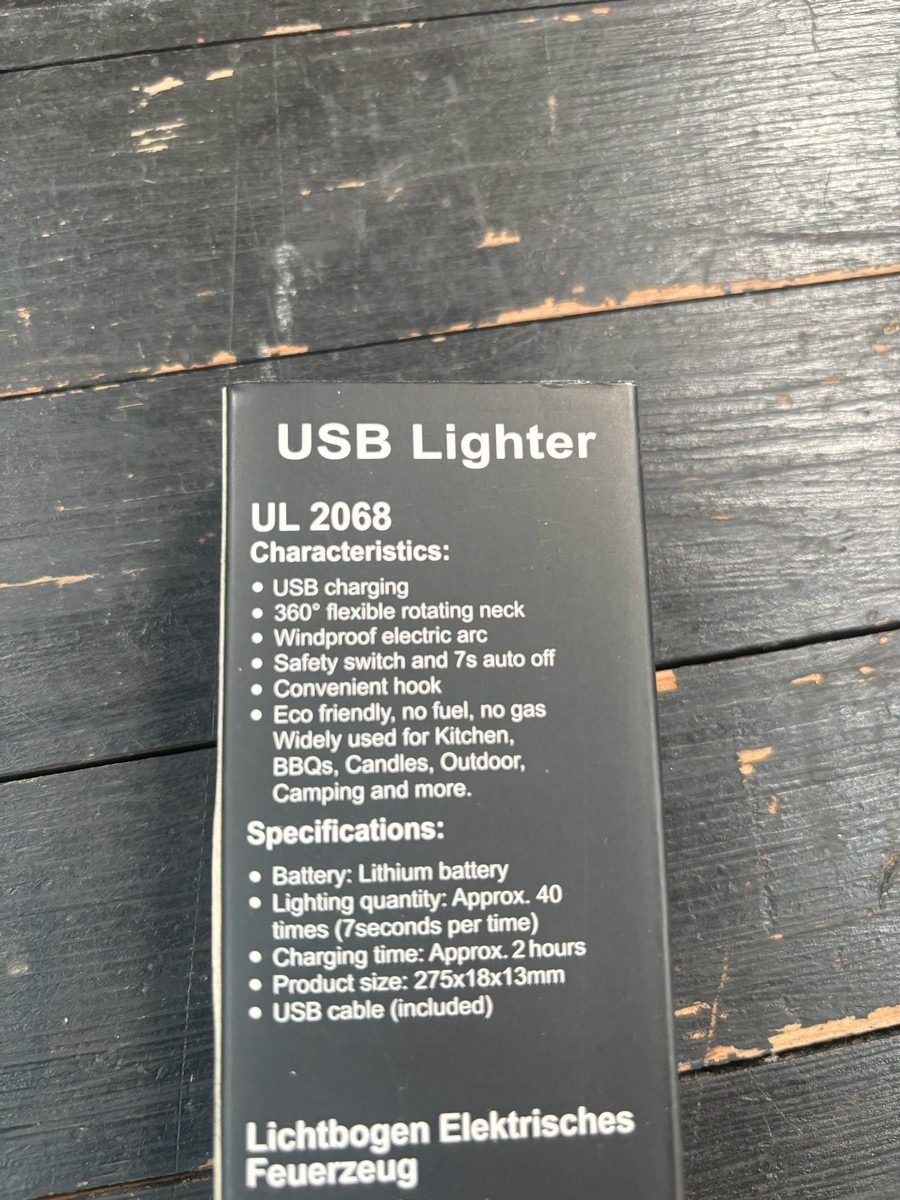 USB Lighter
UL 2068
Characteristics:
• USB charging
• 360° flexible rotating neck
• Windproof electric arc
• Safety switch and 7s auto off
• Convenient hook
• Eco friendly, no fuel, no gas
Widely used for Kitchen,
BBQs, Candles, Outdoor,
Camping and more.
Specifications:
• Battery: Lithium battery
• Lighting quantity: Approx. 40
times (7seconds per time)
• Charging time: Approx. 2 hours
• Product size: 275x18x13mm
• USB cable (included)
Lichtbogen Elektrisches
Feuerzeug